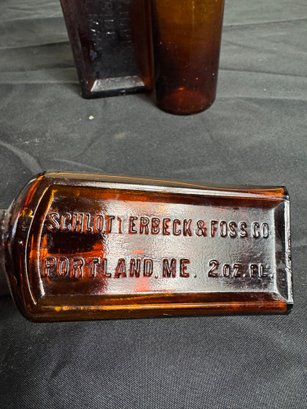 SCHLOTTERBECK & FOSS CO
PORTLAND, ME. 2 OZ. FL.